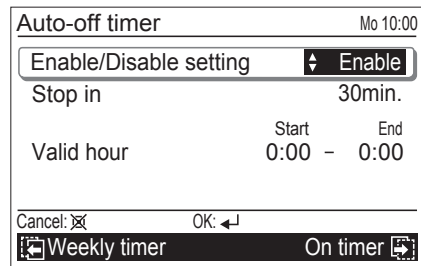 Auto-off timer Mo 10:00
Enable/Disable setting Enable
Stop in 30min.
Start End
Valid hour 0:00 – 0:00
Cancel: OK:
Weekly timer On timer